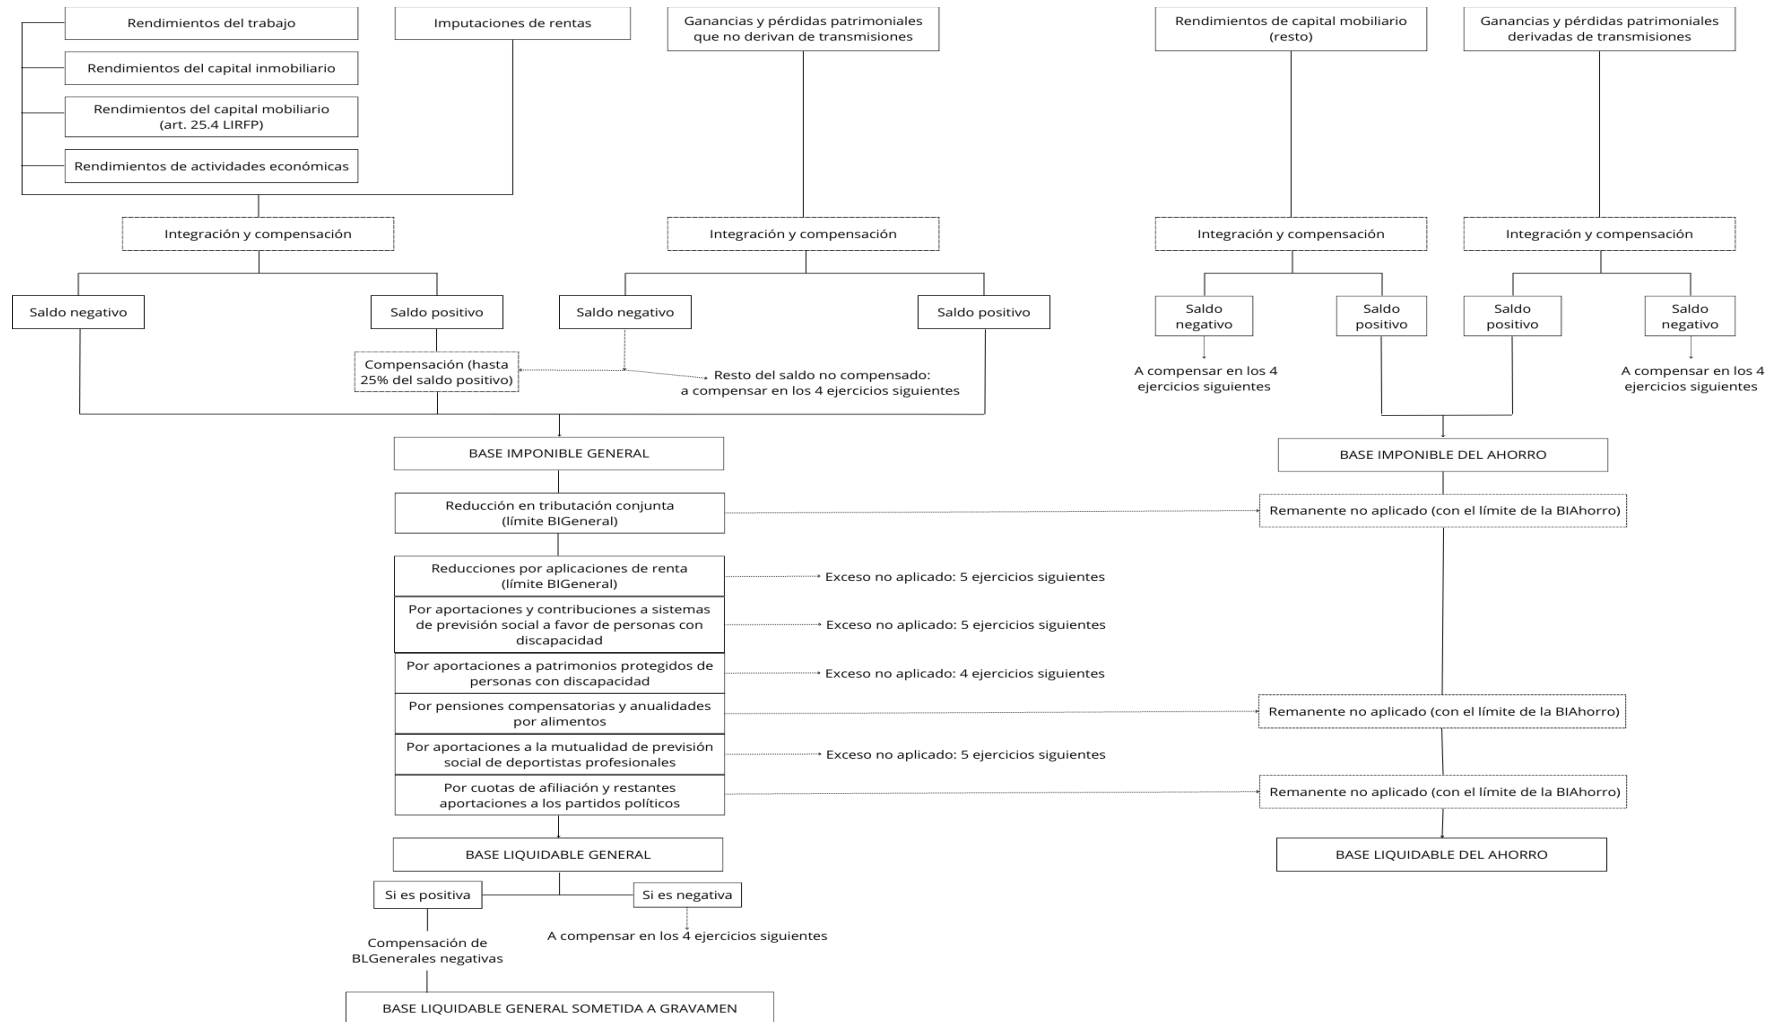 Rendimientos del trabajo
Imputaciones de rentas
Ganancias y pérdidas patrimoniales
que no derivan de transmisiones
Rendimientos de capital mobiliario
(resto)
Ganancias y pérdidas patrimoniales
derivadas de transmisiones
Rendimientos del capital inmobiliario
Rendimientos del capital mobiliario
(art. 25.4 LIRFP)
Rendimientos de actividades económicas
Integración y compensación
Integración y compensación
Integración y compensación
Integración y compensación
Saldo negativo
Saldo positivo
Saldo negativo
Saldo positivo
Saldo
negativo
Saldo
positivo
Saldo
positivo
Saldo
negativo
Compensación (hasta
25% del saldo positivo)
Resto del saldo no compensado:
a compensar en los 4 ejercicios siguientes
A compensar en los 4
ejercicios siguientes
A compensar en los 4
ejercicios siguientes
BASE IMPONIBLE GENERAL
BASE IMPONIBLE DEL AHORRO
Reducción en tributación conjunta
(límite BIGeneral)
Remanente no aplicado (con el límite de la BIAhorro)
Reducciones por aplicaciones de renta
(límite BIGeneral)
Exceso no aplicado: 5 ejercicios siguientes
Por aportaciones y contribuciones a sistemas
de previsión social a favor de personas con
discapacidad
Exceso no aplicado: 5 ejercicios siguientes
Por aportaciones a patrimonios protegidos de
personas con discapacidad
Exceso no aplicado: 4 ejercicios siguientes
Por pensiones compensatorias y anualidades
por alimentos
Remanente no aplicado (con el límite de la BIAhorro)
Por aportaciones a la mutualidad de previsión
social de deportistas profesionales
Exceso no aplicado: 5 ejercicios siguientes
Por cuotas de afiliación y restantes
aportaciones a los partidos políticos
Remanente no aplicado (con el límite de la BIAhorro)
BASE LIQUIDABLE GENERAL
BASE LIQUIDABLE DEL AHORRO
Si es positiva
Si es negativa
Compensación de
BLGenerales negativas
A compensar en los 4 ejercicios siguientes
BASE LIQUIDABLE GENERAL SOMETIDA A GRAVAMEN